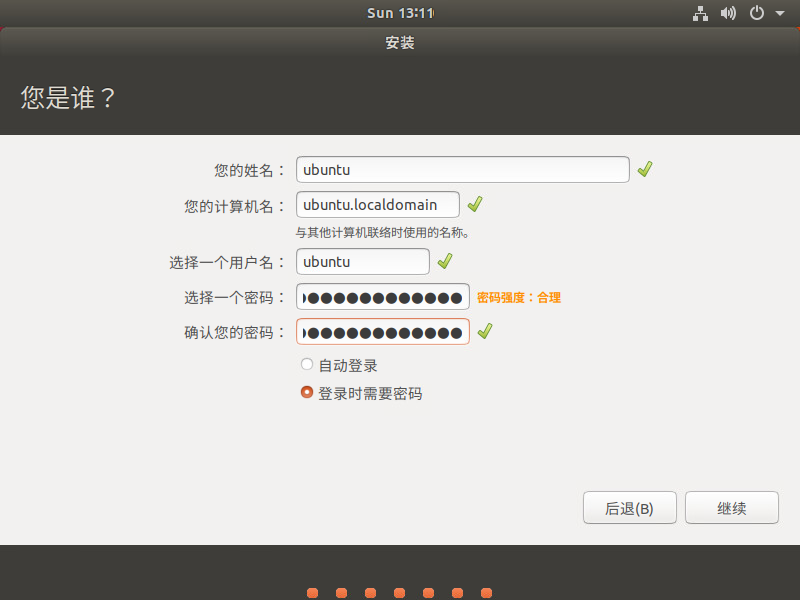 Sun 13:11
安装
您是谁？
您的姓名： ubuntu
您的计算机名： ubuntu.localdomain
与其他计算机联络时使用的名称。
选择一个用户名： ubuntu
选择一个密码： ●●●●●●●●●●●●● 密码强度：合理
确认您的密码： ●●●●●●●●●●●●●
自动登录
登录时需要密码
后退(B) 继续